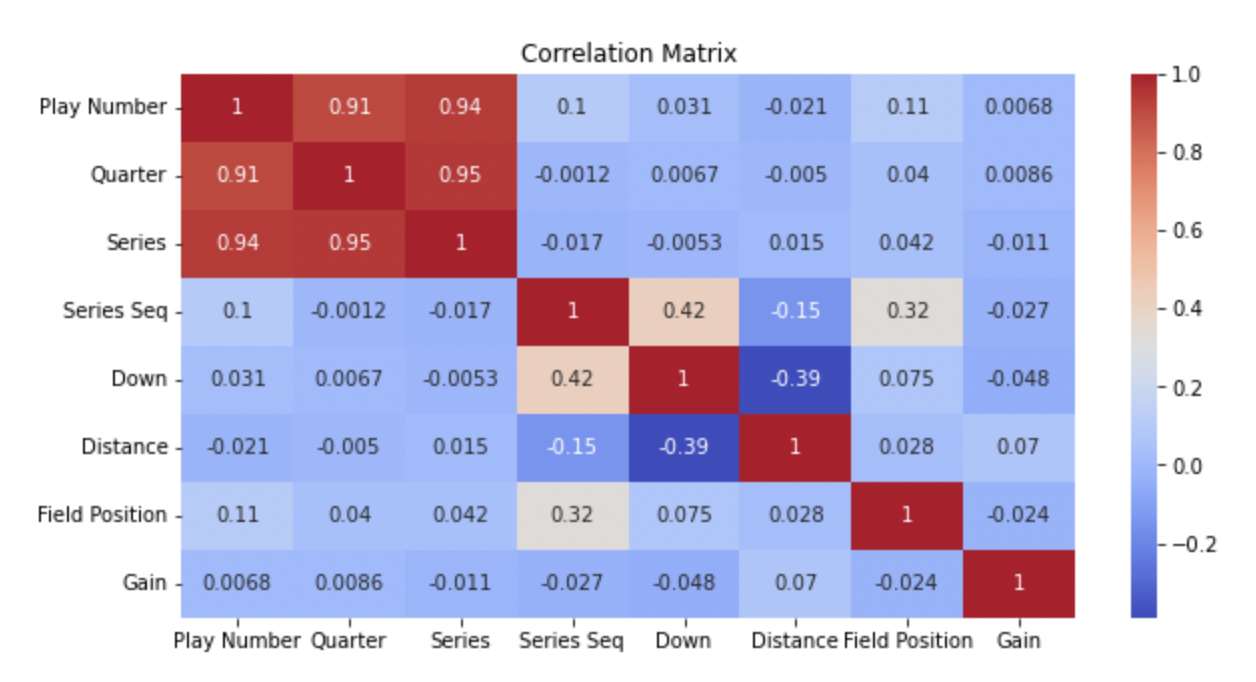 Correlation Matrix
Play Number 1 0.91 0.94 0.1 0.031 -0.021 0.11 0.0068
Quarter 0.91 1 0.95 -0.0012 0.0067 -0.005 0.04 0.0086
Series 0.94 0.95 1 -0.017 -0.0053 0.015 0.042 -0.011
Series Seq 0.1 -0.0012 -0.017 1 0.42 -0.15 0.32 -0.027
Down 0.031 0.0067 -0.0053 0.42 1 -0.39 0.075 -0.048
Distance -0.021 -0.005 0.015 -0.15 -0.39 1 0.028 0.07
Field Position 0.11 0.04 0.042 0.32 0.075 0.028 1 -0.024
Gain 0.0068 0.0086 -0.011 -0.027 -0.048 0.07 -0.024 1
Play Number Quarter Series Series Seq Down Distance Field Position Gain
1.0
0.8
0.6
0.4
0.2
0.0
−0.2